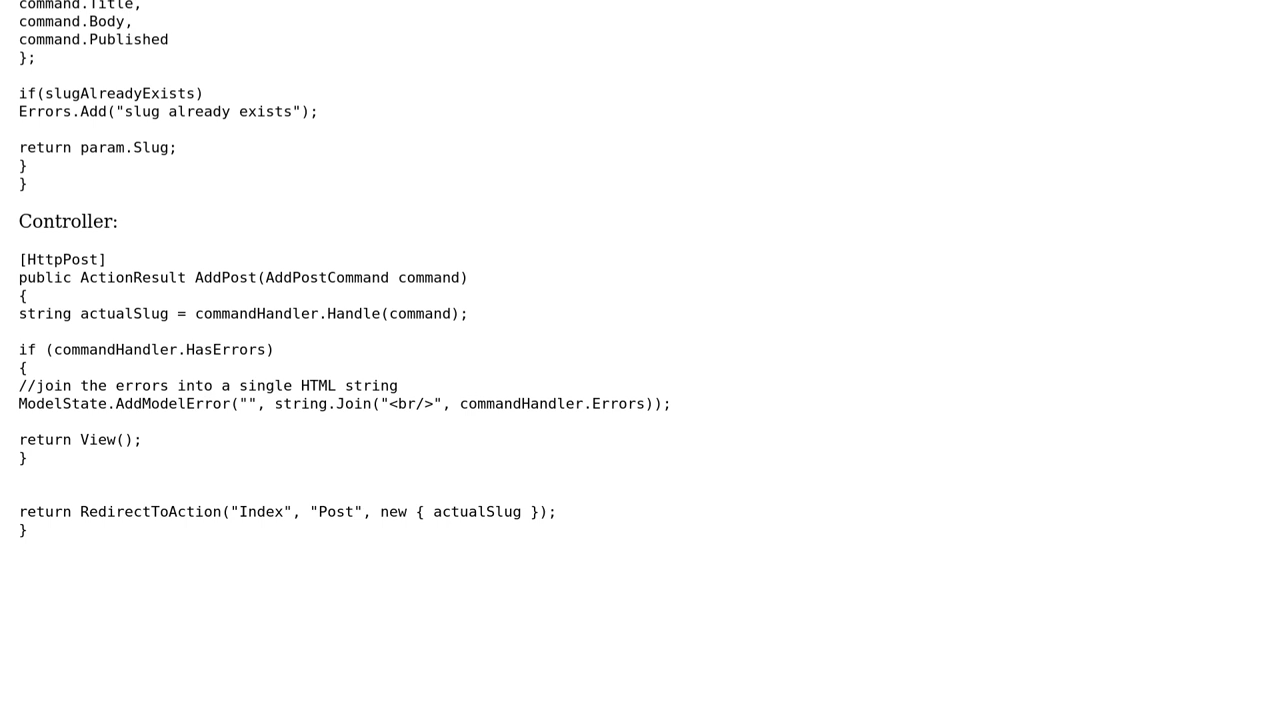 command.Title,
command.Body,
command.Published
};
if(slugAlreadyExists)
Errors.Add("slug already exists");
return param.Slug;
}
}
Controller:
[HttpPost]
public ActionResult AddPost(AddPostCommand command)
{
string actualSlug = commandHandler.Handle(command);
if (commandHandler.HasErrors)
{
//join the errors into a single HTML string
ModelState.AddModelError("", string.Join("<br/>", commandHandler.Errors));
return View();
}
return RedirectToAction("Index", "Post", new { actualSlug });
}